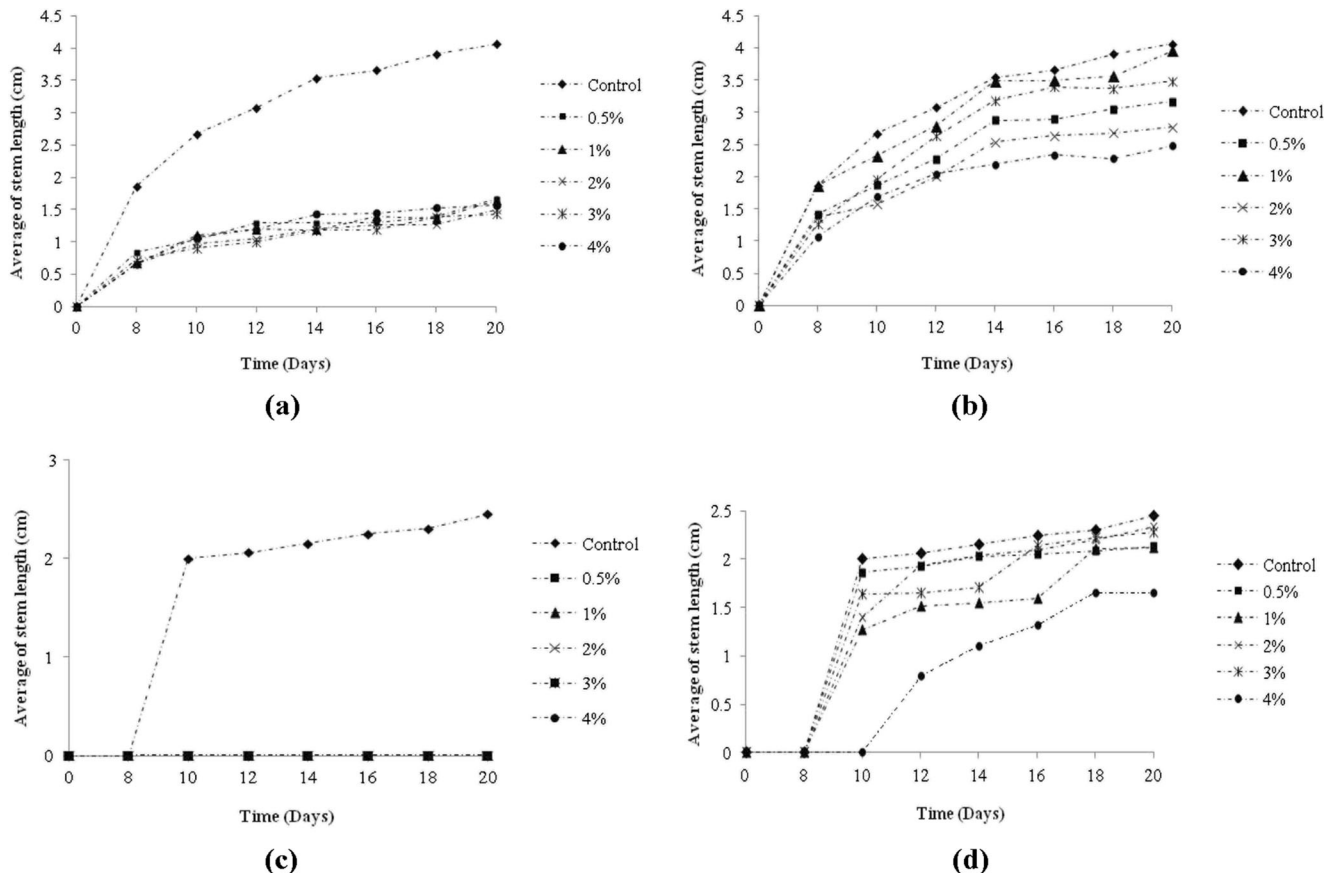 4.5
4
3.5
3
2.5
2
1.5
1
0.5
0
Average of stem length (cm)
0 8 10 12 14 16 18 20
Time (Days)
Control
0.5%
1%
2%
3%
4%
(a)
4.5
4
3.5
3
2.5
2
1.5
1
0.5
0
Average of stem length (cm)
0 8 10 12 14 16 18 20
Time (Days)
Control
0.5%
1%
2%
3%
4%
(b)
3
2
1
0
Average of stem length (cm)
0 8 10 12 14 16 18 20
Time (Days)
Control
0.5%
1%
2%
3%
4%
(c)
2.5
2
1.5
1
0.5
0
Average of stem length (cm)
0 8 10 12 14 16 18 20
Time (Days)
Control
0.5%
1%
2%
3%
4%
(d)